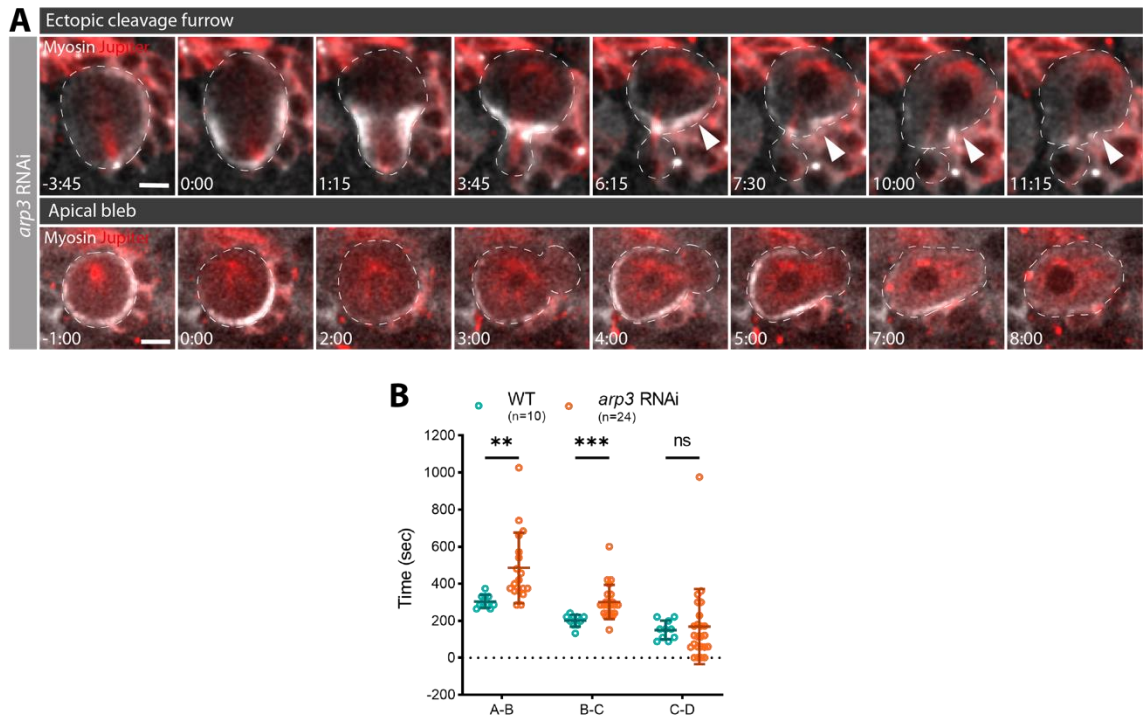 A
Ectopic cleavage furrow
arp3 RNAi
Myosin Jupiter
-3:45 0:00 1:15 3:45 6:15 7:30 10:00 11:15
Apical bleb
Myosin Jupiter
-1:00 0:00 2:00 3:00 4:00 5:00 7:00 8:00
B
WT arp3 RNAi
(n=10) (n=24)
** *** ns
1200
1000
800
600
400
200
0
-200
Time (sec)
A-B B-C C-D